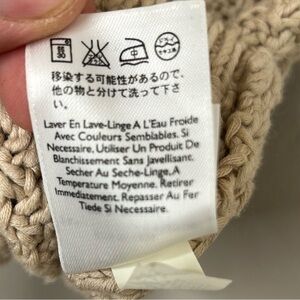 移染する可能性があるので、
他の物と分けて洗って下さ
い。
Laver En Lave-Linge A L'Eau Froide
Avec Couleurs Semblables. Si
Necessaire, Utiliser Un Produit De
Blanchissement Sans Javellisant.
Secher Au Seche-Linge, A
Temperature Moyenne. Retirer
Immediatement. Repasser Au Fer
Tiede Si Necessaire.